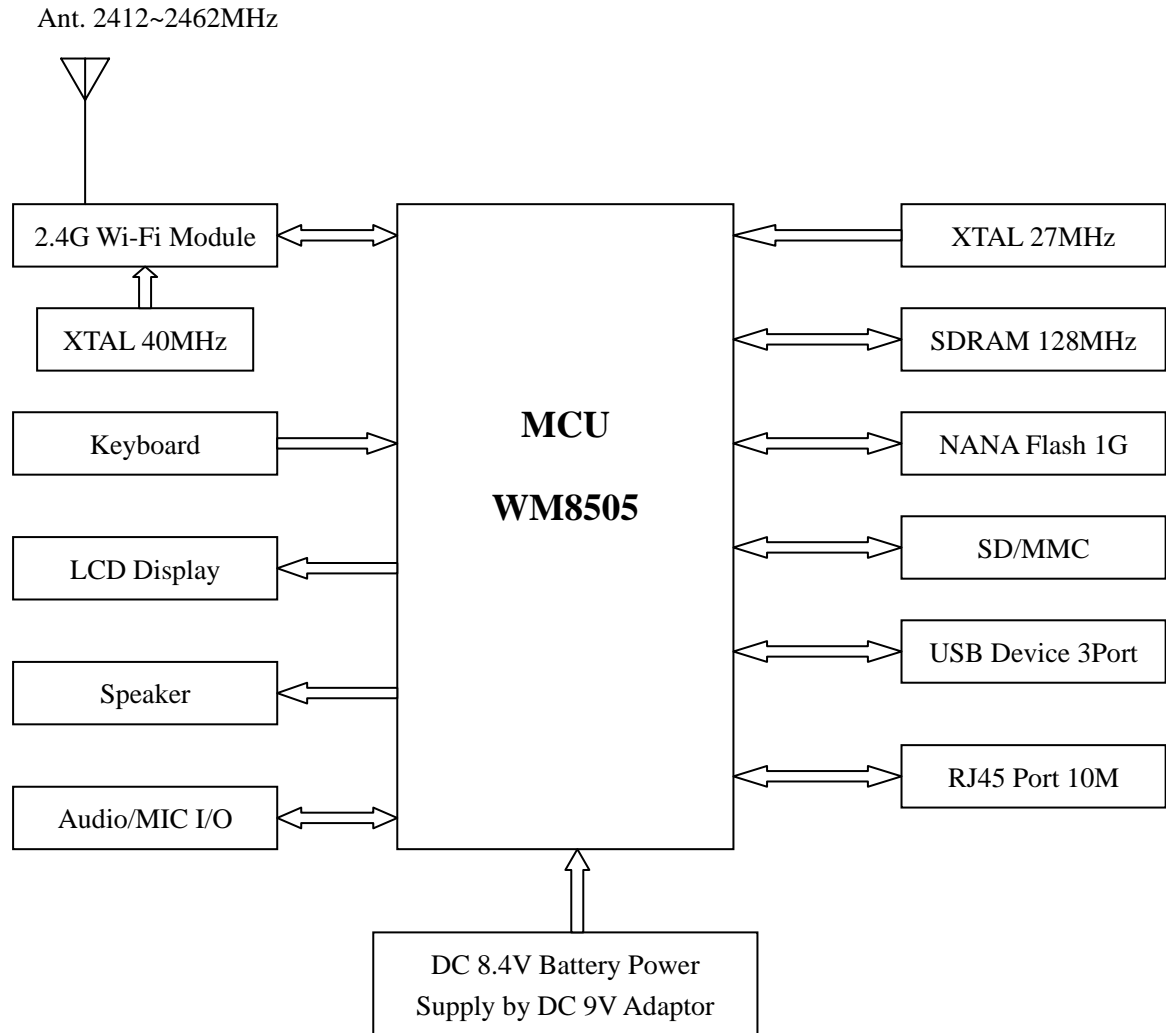 Ant. 2412~2462MHz
2.4G Wi-Fi Module
XTAL 40MHz
Keyboard
LCD Display
Speaker
Audio/MIC I/O
MCU
WM8505
XTAL 27MHz
SDRAM 128MHz
NANA Flash 1G
SD/MMC
USB Device 3Port
RJ45 Port 10M
DC 8.4V Battery Power
Supply by DC 9V Adaptor